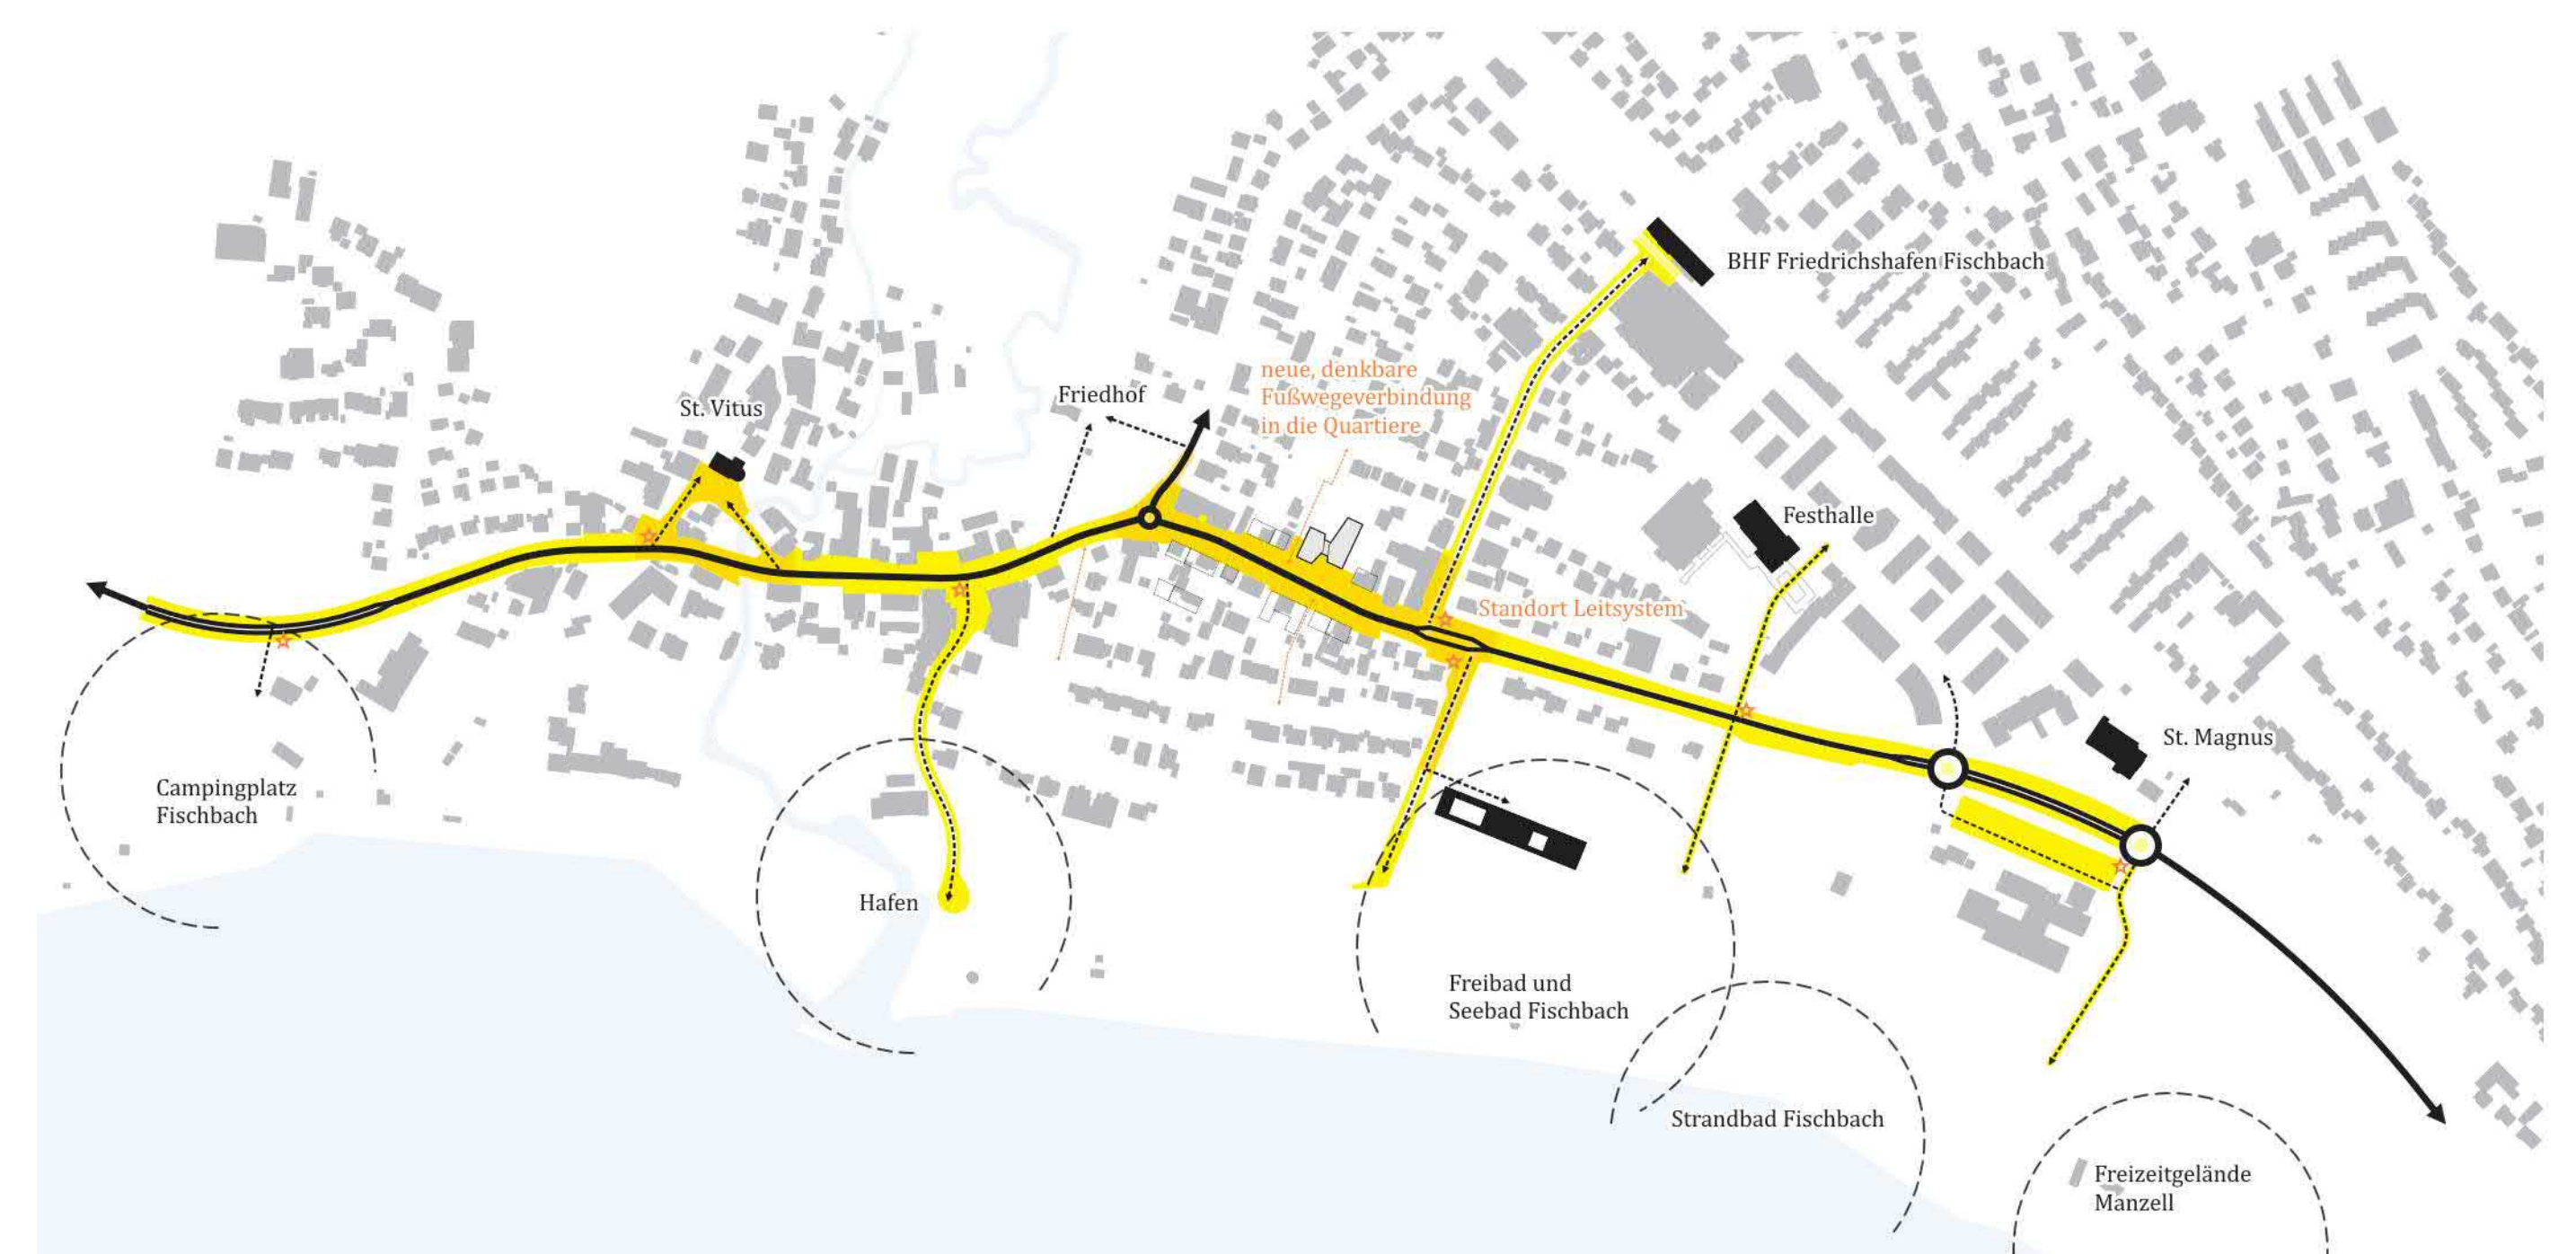 BHF Friedrichshafen Fischbach
neue, denkbare
Fußwegeverbindung
in die Quartiere
Friedhof
St. Vitus
Festhalle
Standort Leitsystem
St. Magnus
Campingplatz
Fischbach
Hafen
Freibad und
Seebad Fischbach
Strandbad Fischbach
Freizeitgelände
Manzell